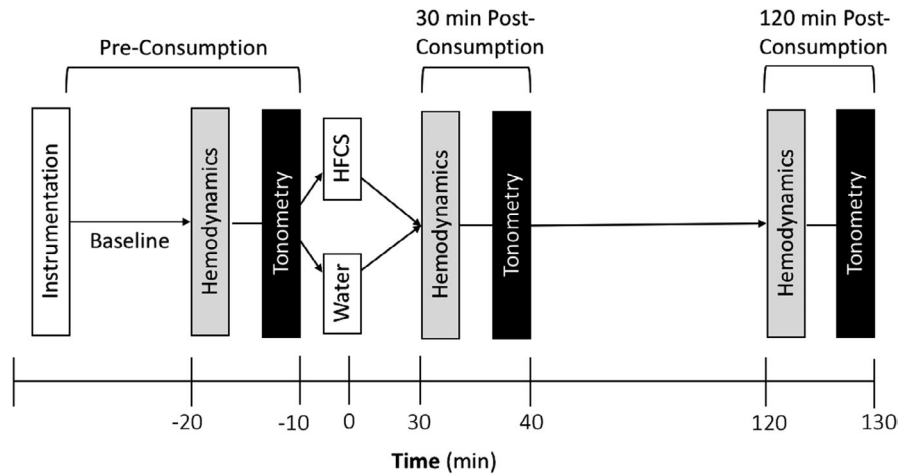 Pre-Consumption
30 min Post-
Consumption
120 min Post-
Consumption
Instrumentation
Baseline
Hemodynamics
Tonometry
HFCS
Water
Hemodynamics
Tonometry
Hemodynamics
Tonometry
-20 -10 0 30 40 120 130
Time (min)